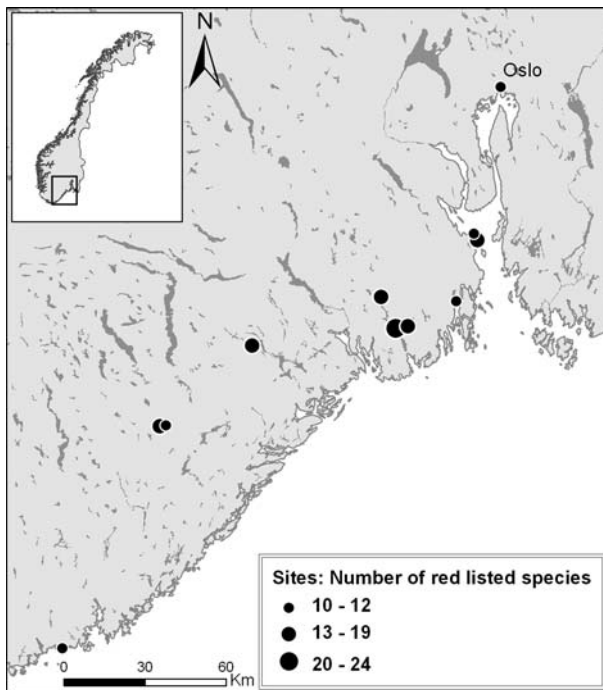 N
Oslo
Sites: Number of red listed species
10 - 12
13 - 19
20 - 24
0 30 60
Km